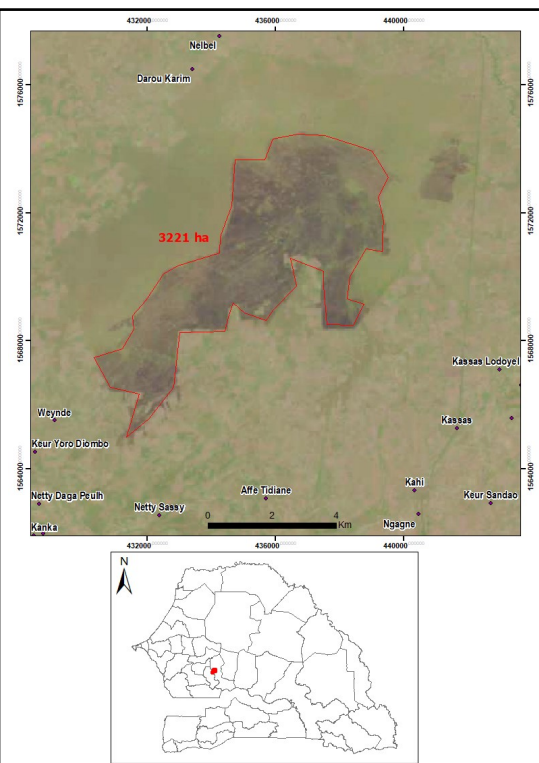 432000
436000
440000
Nelbel
Darou Karim
1576000
1576000
1572000
1572000
3221 ha
1568000
1568000
Kassas Lodoyel
Weynde
Kassas
Keur Yoro Diombo
1564000
1564000
Kahi
Netty Daga Peulh
Affe Tidiane
Keur Sandao
Netty Sassy
0 2 4
Km
Ngagne
Kanka
432000
436000
440000
N